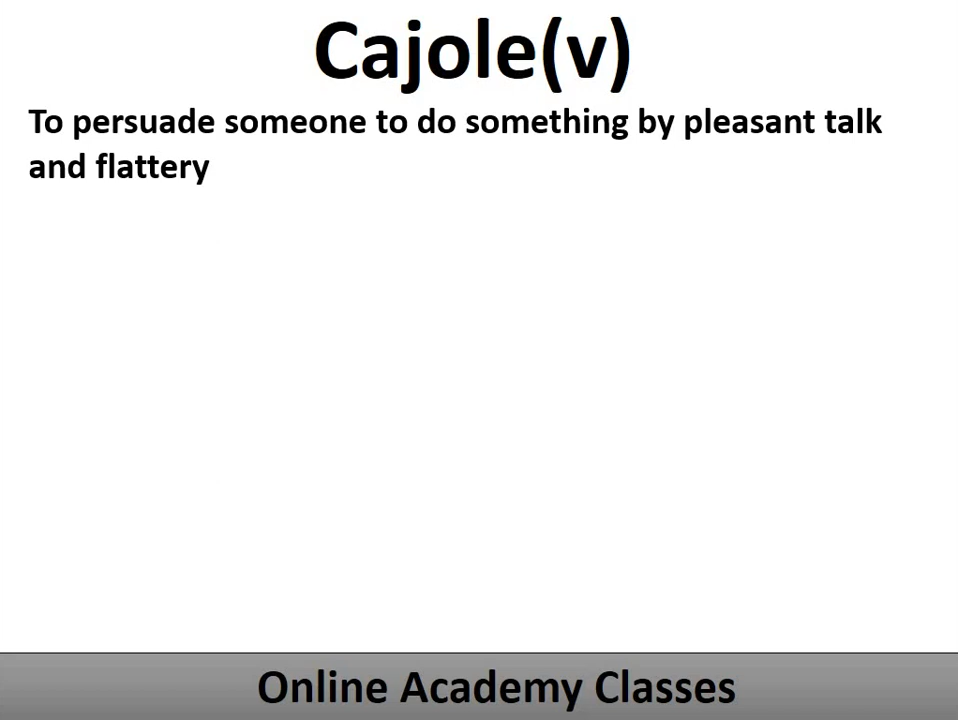 Cajole(v)
To persuade someone to do something by pleasant talk
and flattery
Online Academy Classes